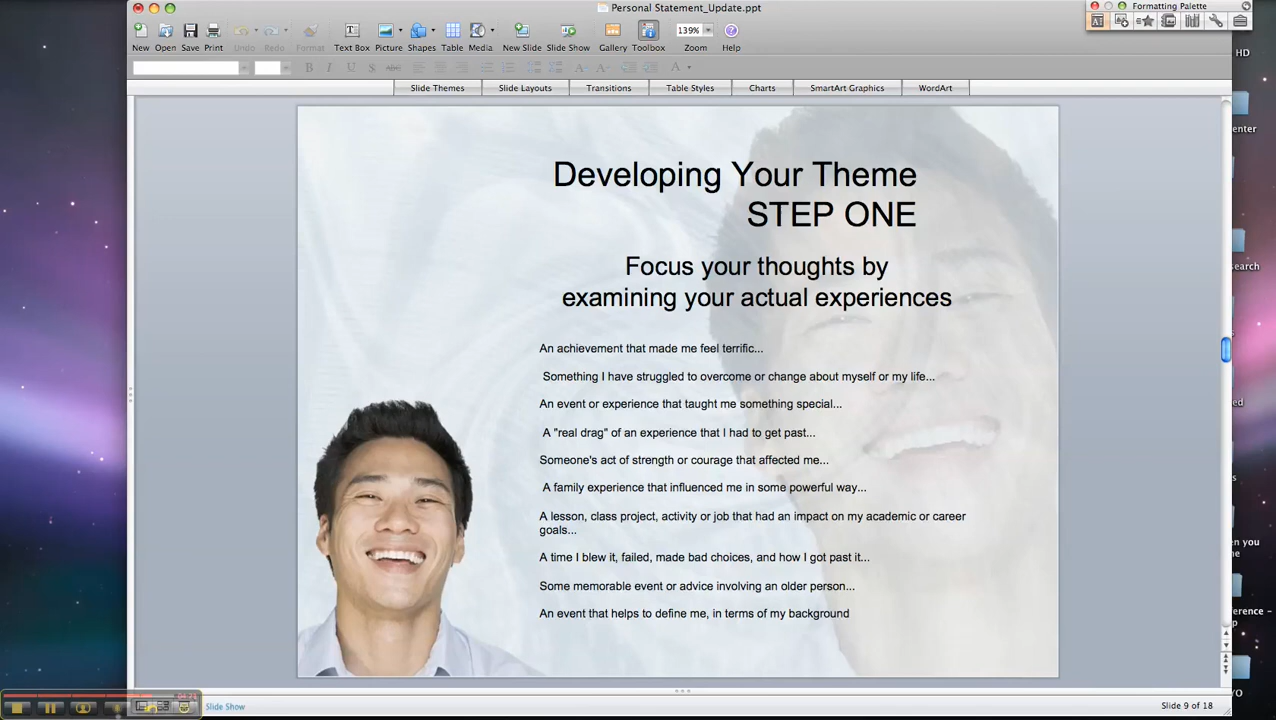 Personal Statement_Update.ppt
Formatting Palette
New Open Save Print Undo Redo Format Text Box Picture Shapes Table Media New Slide Slide Show Gallery Toolbox Zoom Help
139%
Slide Themes Slide Layouts Transitions Table Styles Charts SmartArt Graphics WordArt
HD
enter
Developing Your Theme
STEP ONE
Focus your thoughts by
examining your actual experiences
search
An achievement that made me feel terrific...
Something I have struggled to overcome or change about myself or my life...
An event or experience that taught me something special...
A "real drag" of an experience that I had to get past...
Someone's act of strength or courage that affected me...
A family experience that influenced me in some powerful way...
A lesson, class project, activity or job that had an impact on my academic or career
goals...
A time I blew it, failed, made bad choices, and how I got past it...
Some memorable event or advice involving an older person...
An event that helps to define me, in terms of my background
en you
ference –
YO
Slide Show
Slide 9 of 18